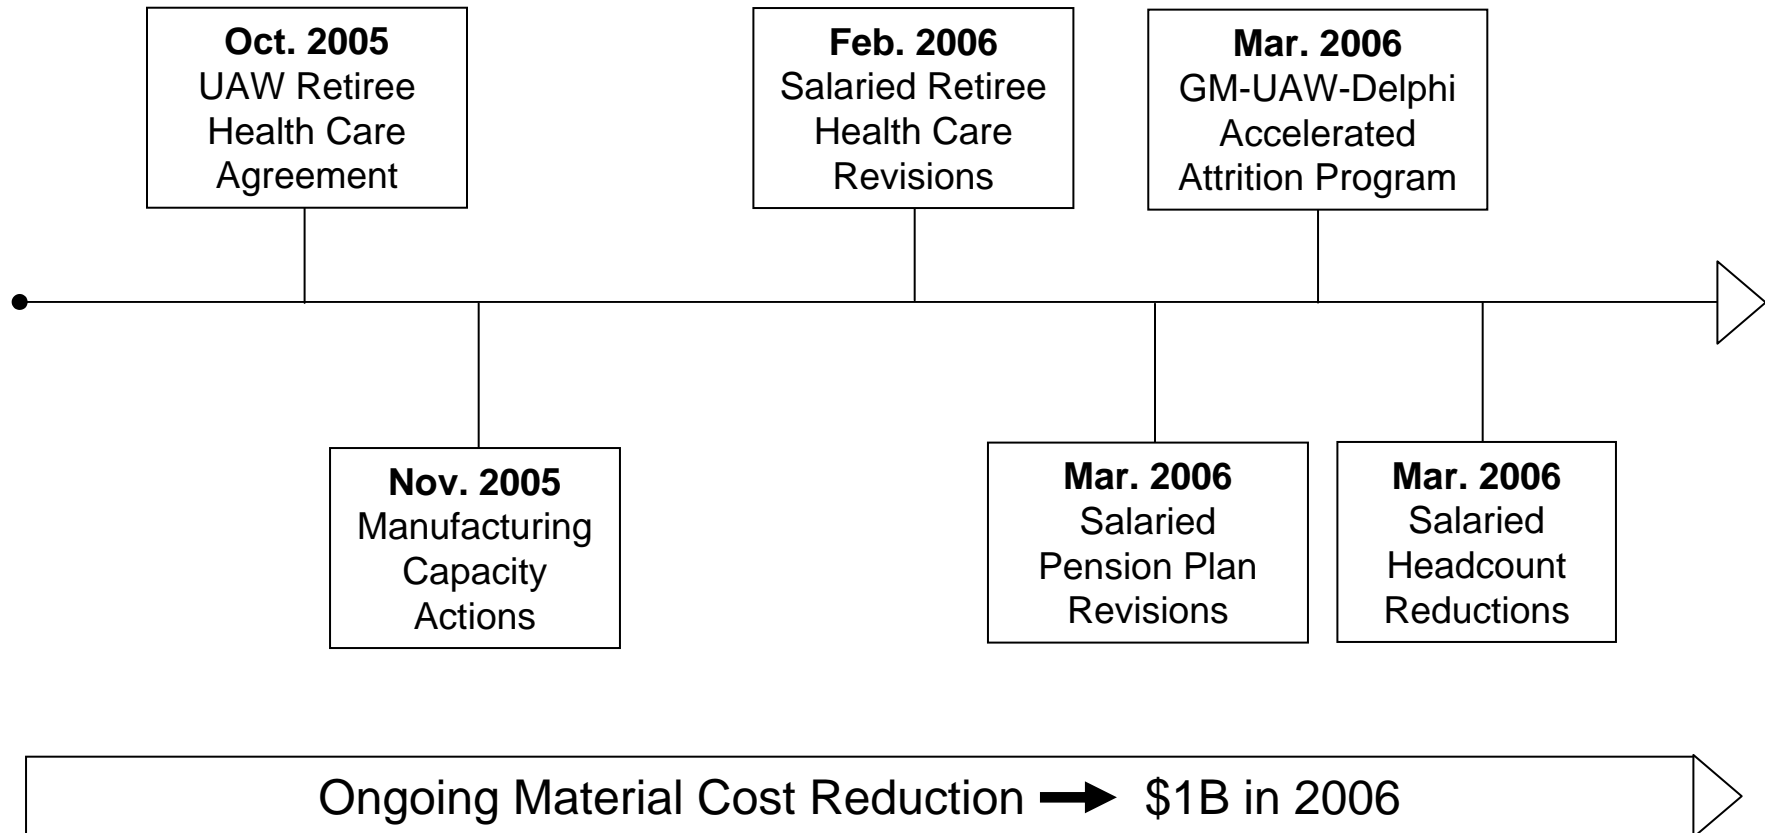 Oct. 2005
UAW Retiree
Health Care
Agreement
Feb. 2006
Salaried Retiree
Health Care
Revisions
Mar. 2006
GM-UAW-Delphi
Accelerated
Attrition Program
Nov. 2005
Manufacturing
Capacity
Actions
Mar. 2006
Salaried
Pension Plan
Revisions
Mar. 2006
Salaried
Headcount
Reductions
Ongoing Material Cost Reduction → $1B in 2006